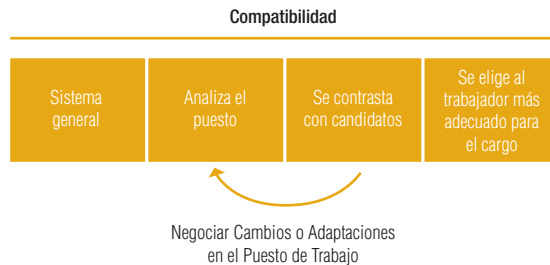 Compatibilidad
Sistema
general
Analiza el
puesto
Se contrasta
con candidatos
Se elige al
trabajador más
adecuado para
el cargo
Negociar Cambios o Adaptaciones
en el Puesto de Trabajo